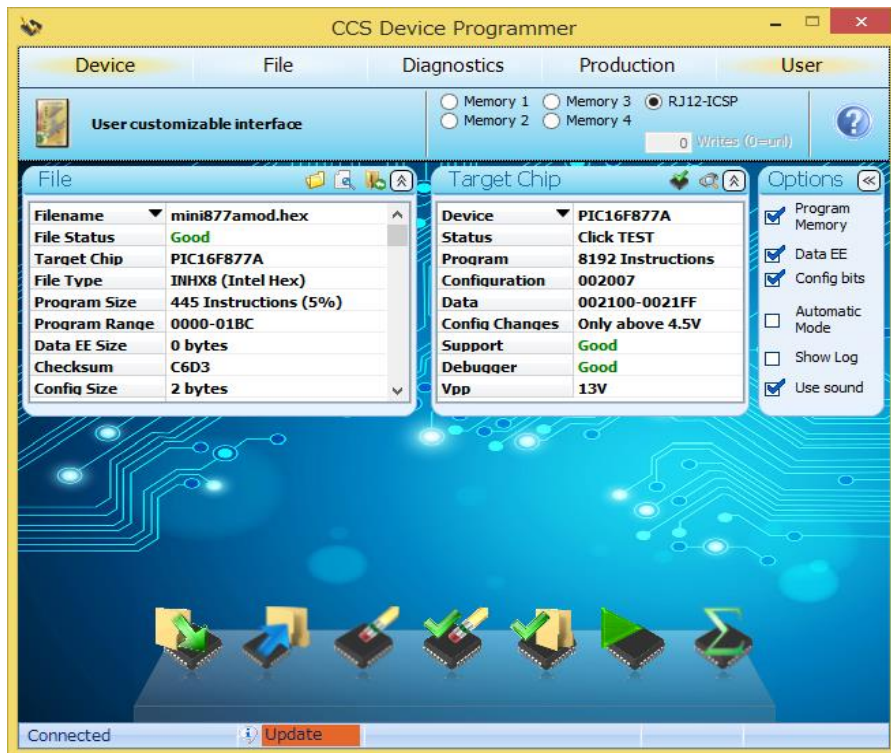 CCS Device Programmer
Device File Diagnostics Production User
User customizable interface
Memory 1 Memory 3 RJ12-ICSP
Memory 2 Memory 4
0 Writes (0=unl)
File
Filename mini877amod.hex
File Status Good
Target Chip PIC16F877A
File Type INHX8 (Intel Hex)
Program Size 445 Instructions (5%)
Program Range 0000-01BC
Data EE Size 0 bytes
Checksum C6D3
Config Size 2 bytes
Target Chip
Device PIC16F877A
Status Click TEST
Program 8192 Instructions
Configuration 002007
Data 002100-0021FF
Config Changes Only above 4.5V
Support Good
Debugger Good
Vpp 13V
Options
Program
Memory
Data EE
Config bits
Automatic
Mode
Show Log
Use sound
Connected Update